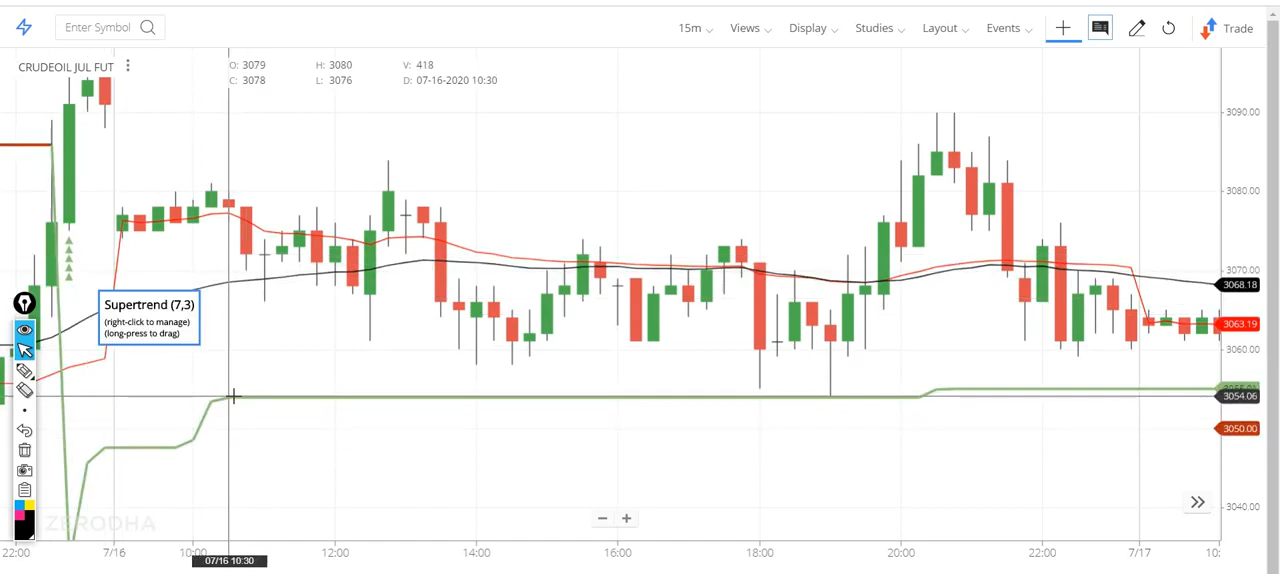 Enter Symbol
15m Views Display Studies Layout Events Trade
CRUDEOIL JUL FUT
O: 3079 H: 3080 V: 418
C: 3078 L: 3076 D: 07-16-2020 10:30
3090.00
3080.00
3070.00
3068.18
Supertrend (7,3)
(right-click to manage)
(long-press to drag)
3063.19
3060.00
3054.06
3050.00
3040.00
ZERODHA
22:00 7/16 10:00 12:00 14:00 16:00 18:00 20:00 22:00 7/17 10:
07/16 10:30